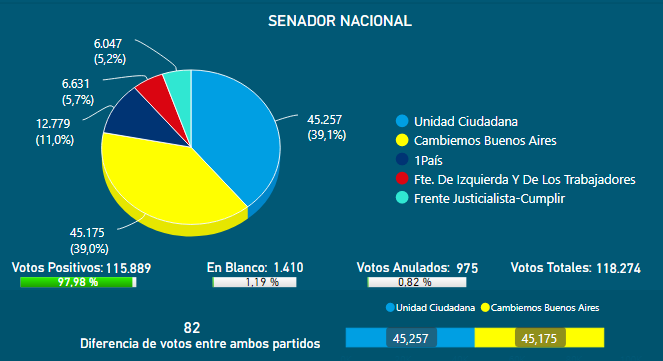 SENADOR NACIONAL
6.047
(5,2%)
6.631
(5,7%)
12.779
(11,0%)
45.257
(39,1%)
45.175
(39,0%)
Unidad Ciudadana
Cambiemos Buenos Aires
1País
Fte. De Izquierda Y De Los Trabajadores
Frente Justicialista-Cumplir
Votos Positivos: 115.889
97,98 %
En Blanco: 1.410
1,19 %
Votos Anulados: 975
0,82 %
Votos Totales: 118.274
Unidad Ciudadana Cambiemos Buenos Aires
82
Diferencia de votos entre ambos partidos
45,257 45,175